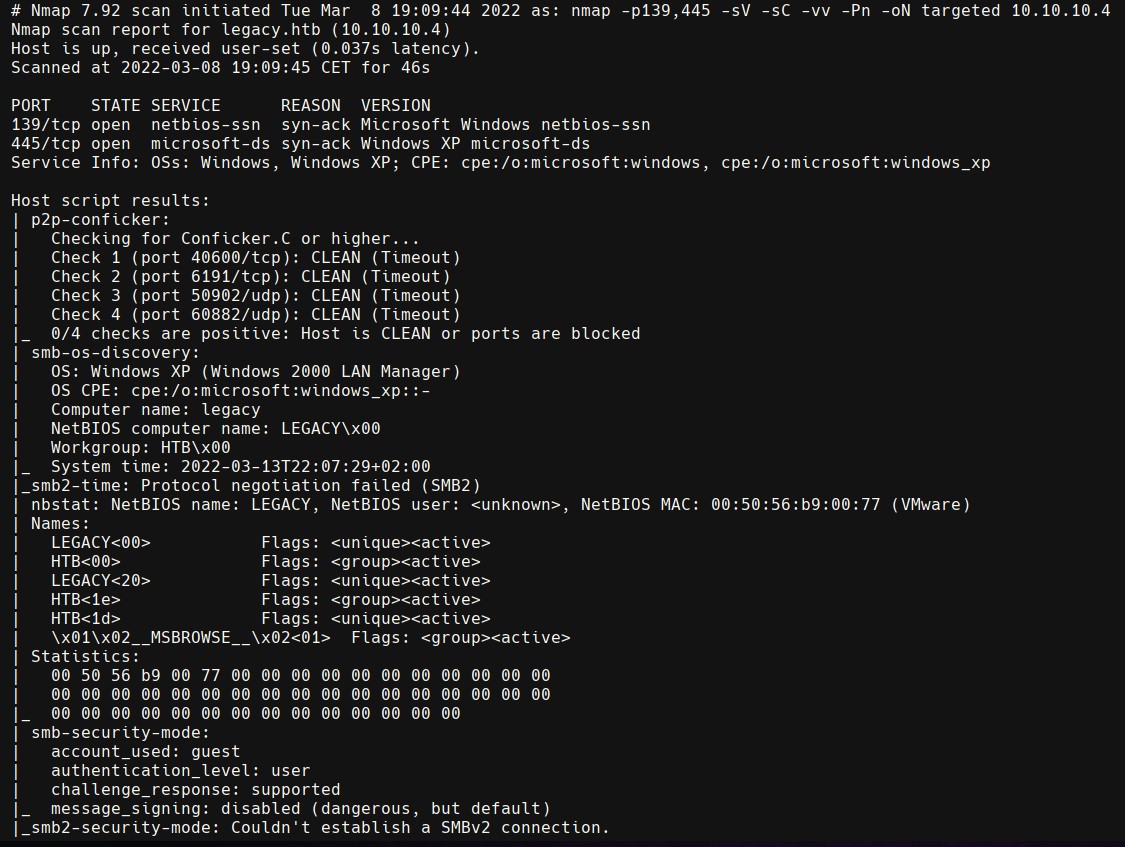 # Nmap 7.92 scan initiated Tue Mar  8 19:09:44 2022 as: nmap -p139,445 -sV -sC -vv -Pn -oN targeted 10.10.10.4
Nmap scan report for legacy.htb (10.10.10.4)
Host is up, received user-set (0.037s latency).
Scanned at 2022-03-08 19:09:45 CET for 46s

PORT    STATE SERVICE      REASON  VERSION
139/tcp open  netbios-ssn  syn-ack Microsoft Windows netbios-ssn
445/tcp open  microsoft-ds syn-ack Windows XP microsoft-ds
Service Info: OSs: Windows, Windows XP; CPE: cpe:/o:microsoft:windows, cpe:/o:microsoft:windows_xp

Host script results:
| p2p-conficker:
|   Checking for Conficker.C or higher...
|   Check 1 (port 40600/tcp): CLEAN (Timeout)
|   Check 2 (port 6191/tcp): CLEAN (Timeout)
|   Check 3 (port 50902/udp): CLEAN (Timeout)
|   Check 4 (port 60882/udp): CLEAN (Timeout)
|_  0/4 checks are positive: Host is CLEAN or ports are blocked
| smb-os-discovery:
|   OS: Windows XP (Windows 2000 LAN Manager)
|   OS CPE: cpe:/o:microsoft:windows_xp::-
|   Computer name: legacy
|   NetBIOS computer name: LEGACY\x00
|   Workgroup: HTB\x00
|_  System time: 2022-03-13T22:07:29+02:00
|_smb2-time: Protocol negotiation failed (SMB2)
| nbstat: NetBIOS name: LEGACY, NetBIOS user: <unknown>, NetBIOS MAC: 00:50:56:b9:00:77 (VMware)
| Names:
|   LEGACY<00>           Flags: <unique><active>
|   HTB<00>              Flags: <group><active>
|   LEGACY<20>           Flags: <unique><active>
|   HTB<1e>              Flags: <group><active>
|   HTB<1d>              Flags: <unique><active>
|   \x01\x02__MSBROWSE__\x02<01>  Flags: <group><active>
| Statistics:
|   00 50 56 b9 00 77 00 00 00 00 00 00 00 00 00 00 00
|   00 00 00 00 00 00 00 00 00 00 00 00 00 00 00 00 00
|_  00 00 00 00 00 00 00 00 00 00 00 00 00 00
| smb-security-mode:
|   account_used: guest
|   authentication_level: user
|   challenge_response: supported
|_  message_signing: disabled (dangerous, but default)
|_smb2-security-mode: Couldn't establish a SMBv2 connection.